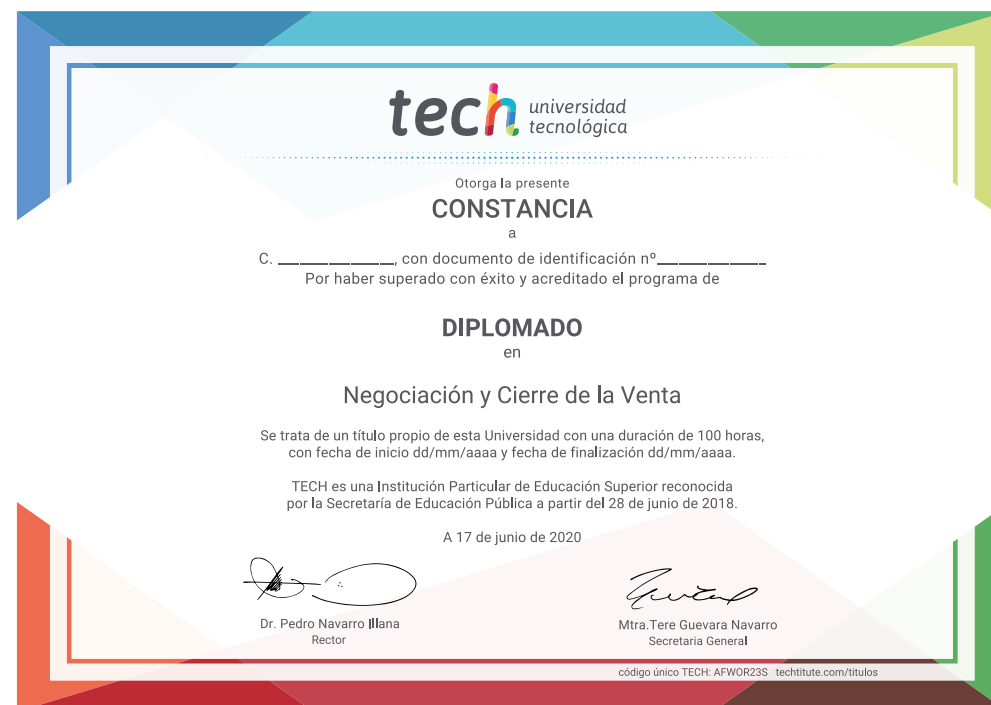 tech universidad
tecnológica
Otorga la presente
CONSTANCIA
a
C. ______________, con documento de identificación nº_____________
Por haber superado con éxito y acreditado el programa de
DIPLOMADO
en
Negociación y Cierre de la Venta
Se trata de un título propio de esta Universidad con una duración de 100 horas,
con fecha de inicio dd/mm/aaaa y fecha de finalización dd/mm/aaaa.
TECH es una Institución Particular de Educación Superior reconocida
por la Secretaría de Educación Pública a partir del 28 de junio de 2018.
A 17 de junio de 2020
Dr. Pedro Navarro Illana
Rector
Mtra.Tere Guevara Navarro
Secretaria General
código único TECH: AFWOR23S techtitute.com/titulos